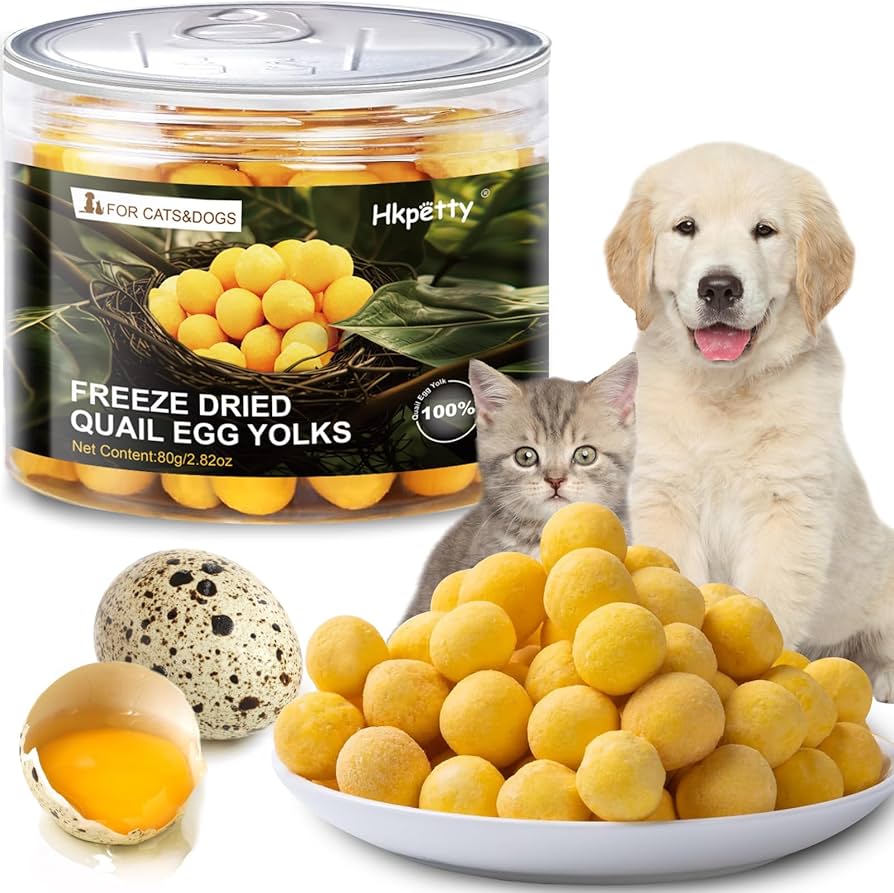 FOR CATS&DOGS
Hkpetty®
FREEZE DRIED
QUAIL EGG YOLKS
Net Content:80g/2.82oz
Quail Egg Yolk
100%